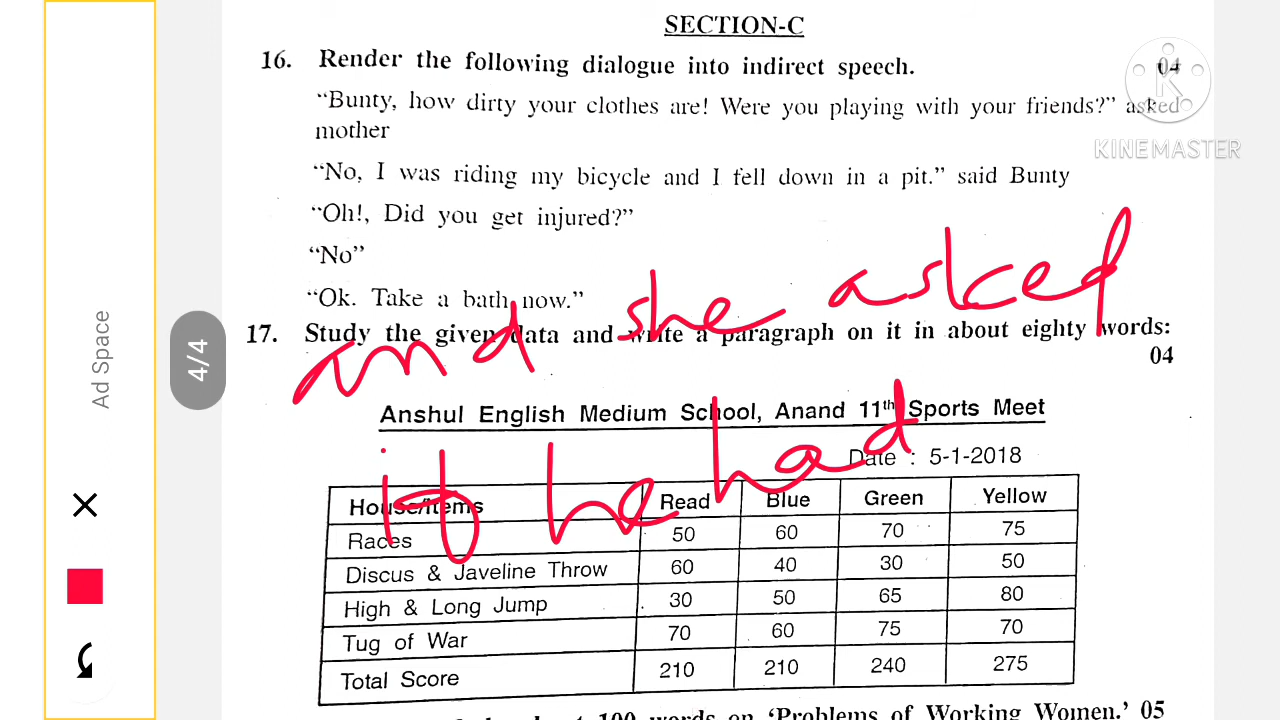 SECTION-C
16. Render the following dialogue into indirect speech. 04
"Bunty, how dirty your clothes are! Were you playing with your friends?" asked
mother
"No, I was riding my bicycle and I fell down in a pit." said Bunty
"Oh!, Did you get injured?"
"No"
"Ok. Take a bath now."
17. Study the given data and write a paragraph on it in about eighty words:
04
and she asked
if he had
Anshul English Medium School, Anand 11th Sports Meet
Date : 5-1-2018
House/Items Read Blue Green Yellow
Races 50 60 70 75
Discus & Javeline Throw 60 40 30 50
High & Long Jump 30 50 65 80
Tug of War 70 60 75 70
Total Score 210 210 240 275
about 100 words on 'Problems of Working Women.' 05
Ad Space
4/4
KINEMASTER